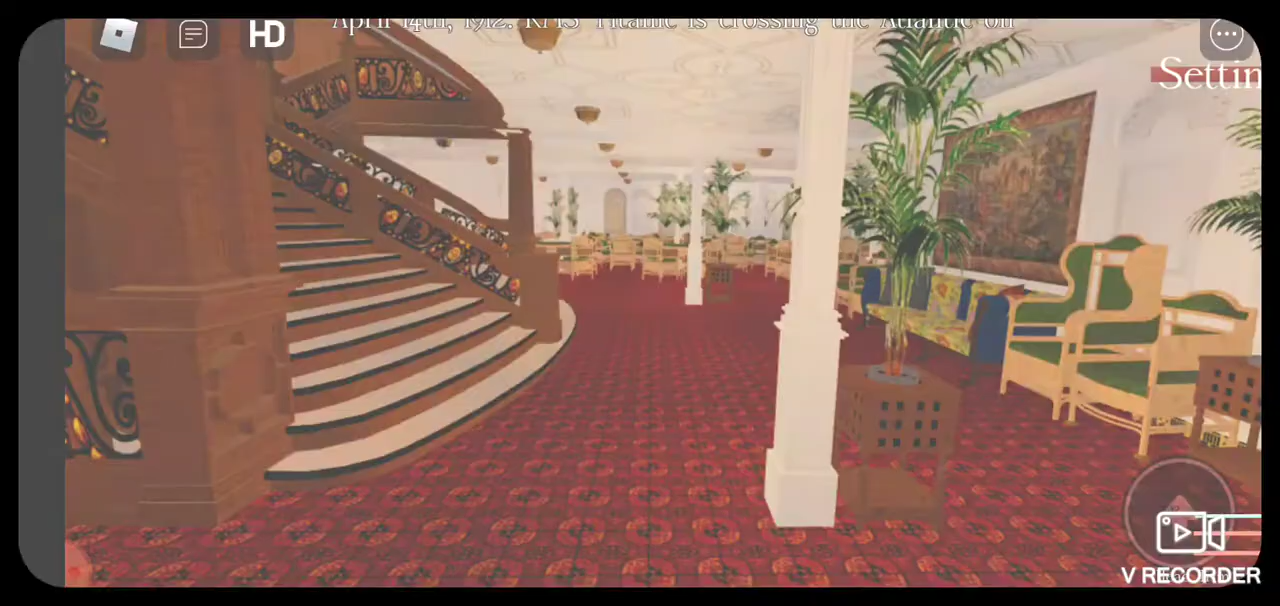 HD
April 14th, 1912. RMS Titanic is crossing the Atlantic on
Settin
V RECORDER